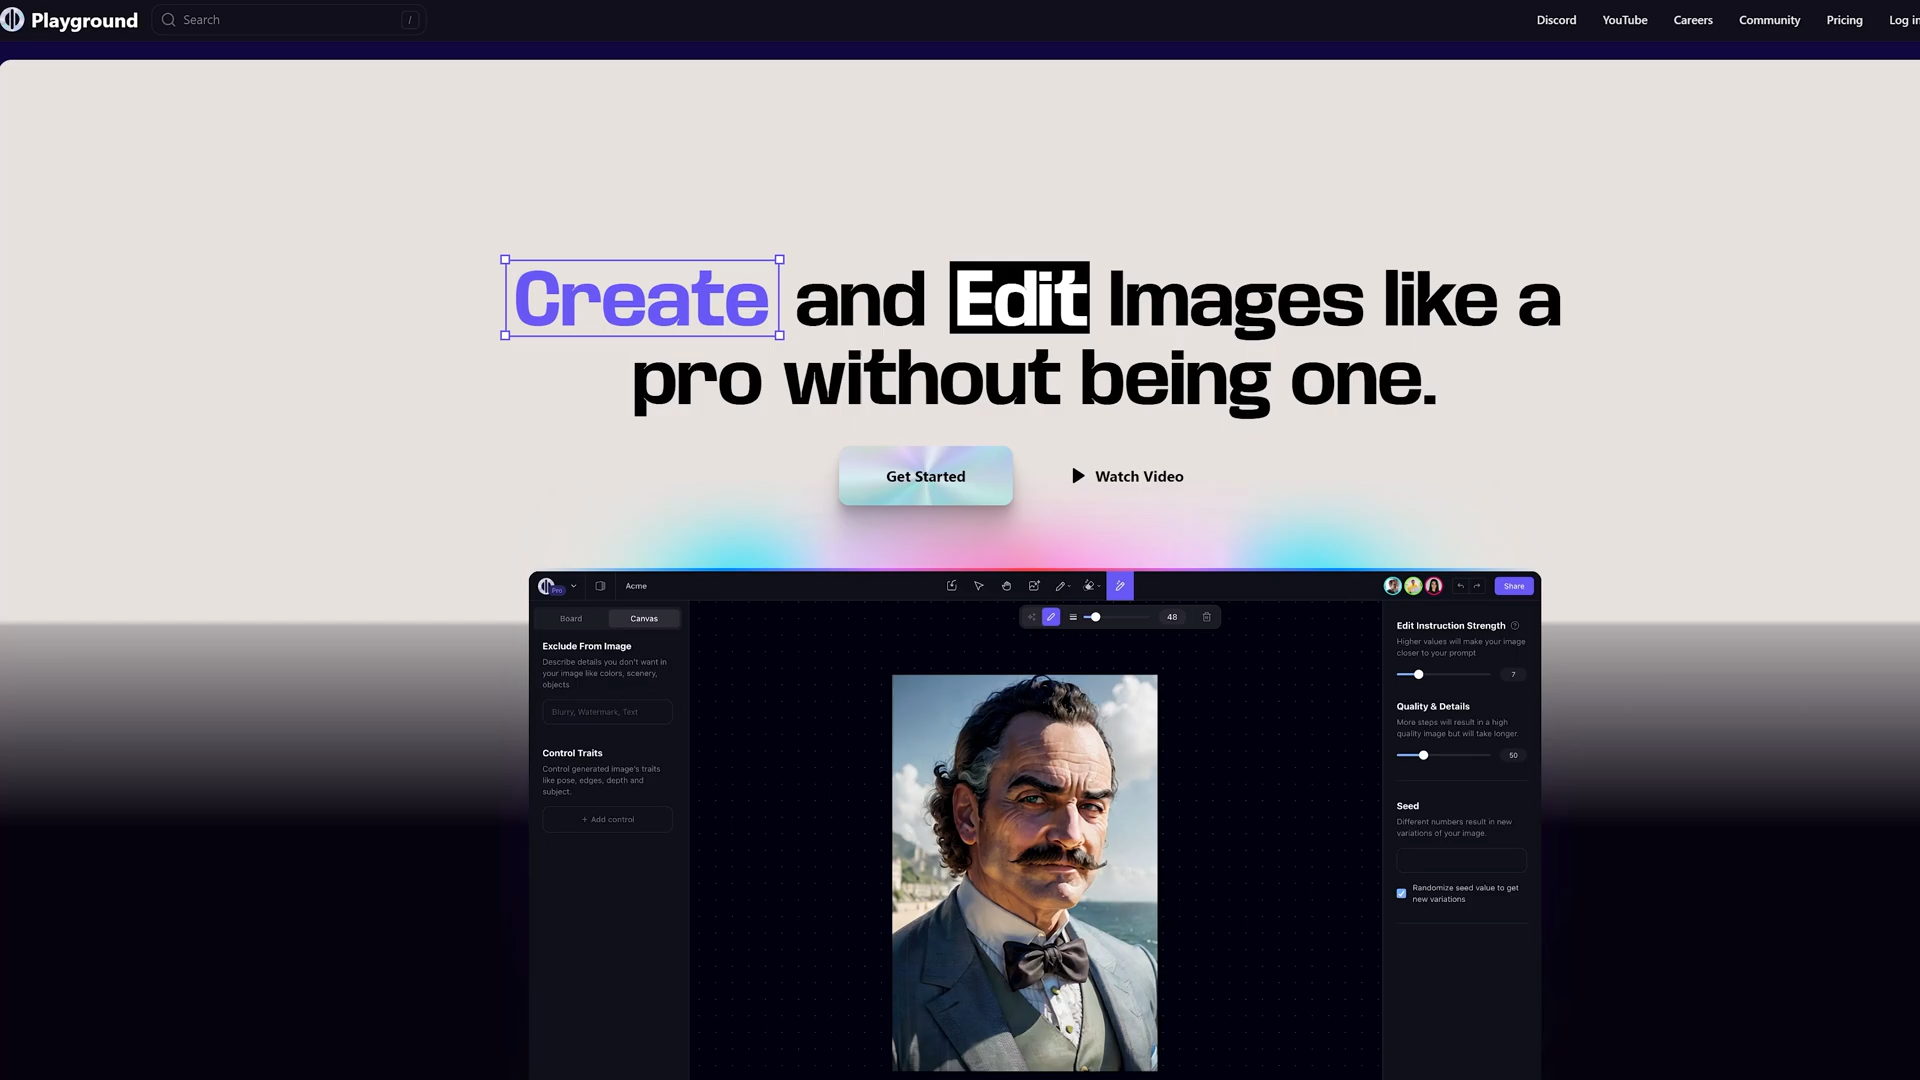 Playground
Search
/
Discord
YouTube
Careers
Community
Pricing
Log in
Create and Edit Images like a
pro without being one.
Get Started
Watch Video
Pro
Acme
Share
Board
Canvas
48
Exclude From Image
Describe details you don't want in
your image like colors, scenery,
objects
Blurry, Watermark, Text
Control Traits
Control generated image's traits
like pose, edges, depth and
subject.
+ Add control
Edit Instruction Strength
Higher values will make your image
closer to your prompt
7
Quality & Details
More steps will result in a high
quality image but will take longer.
50
Seed
Different numbers result in new
variations of your image.
Randomize seed value to get
new variations